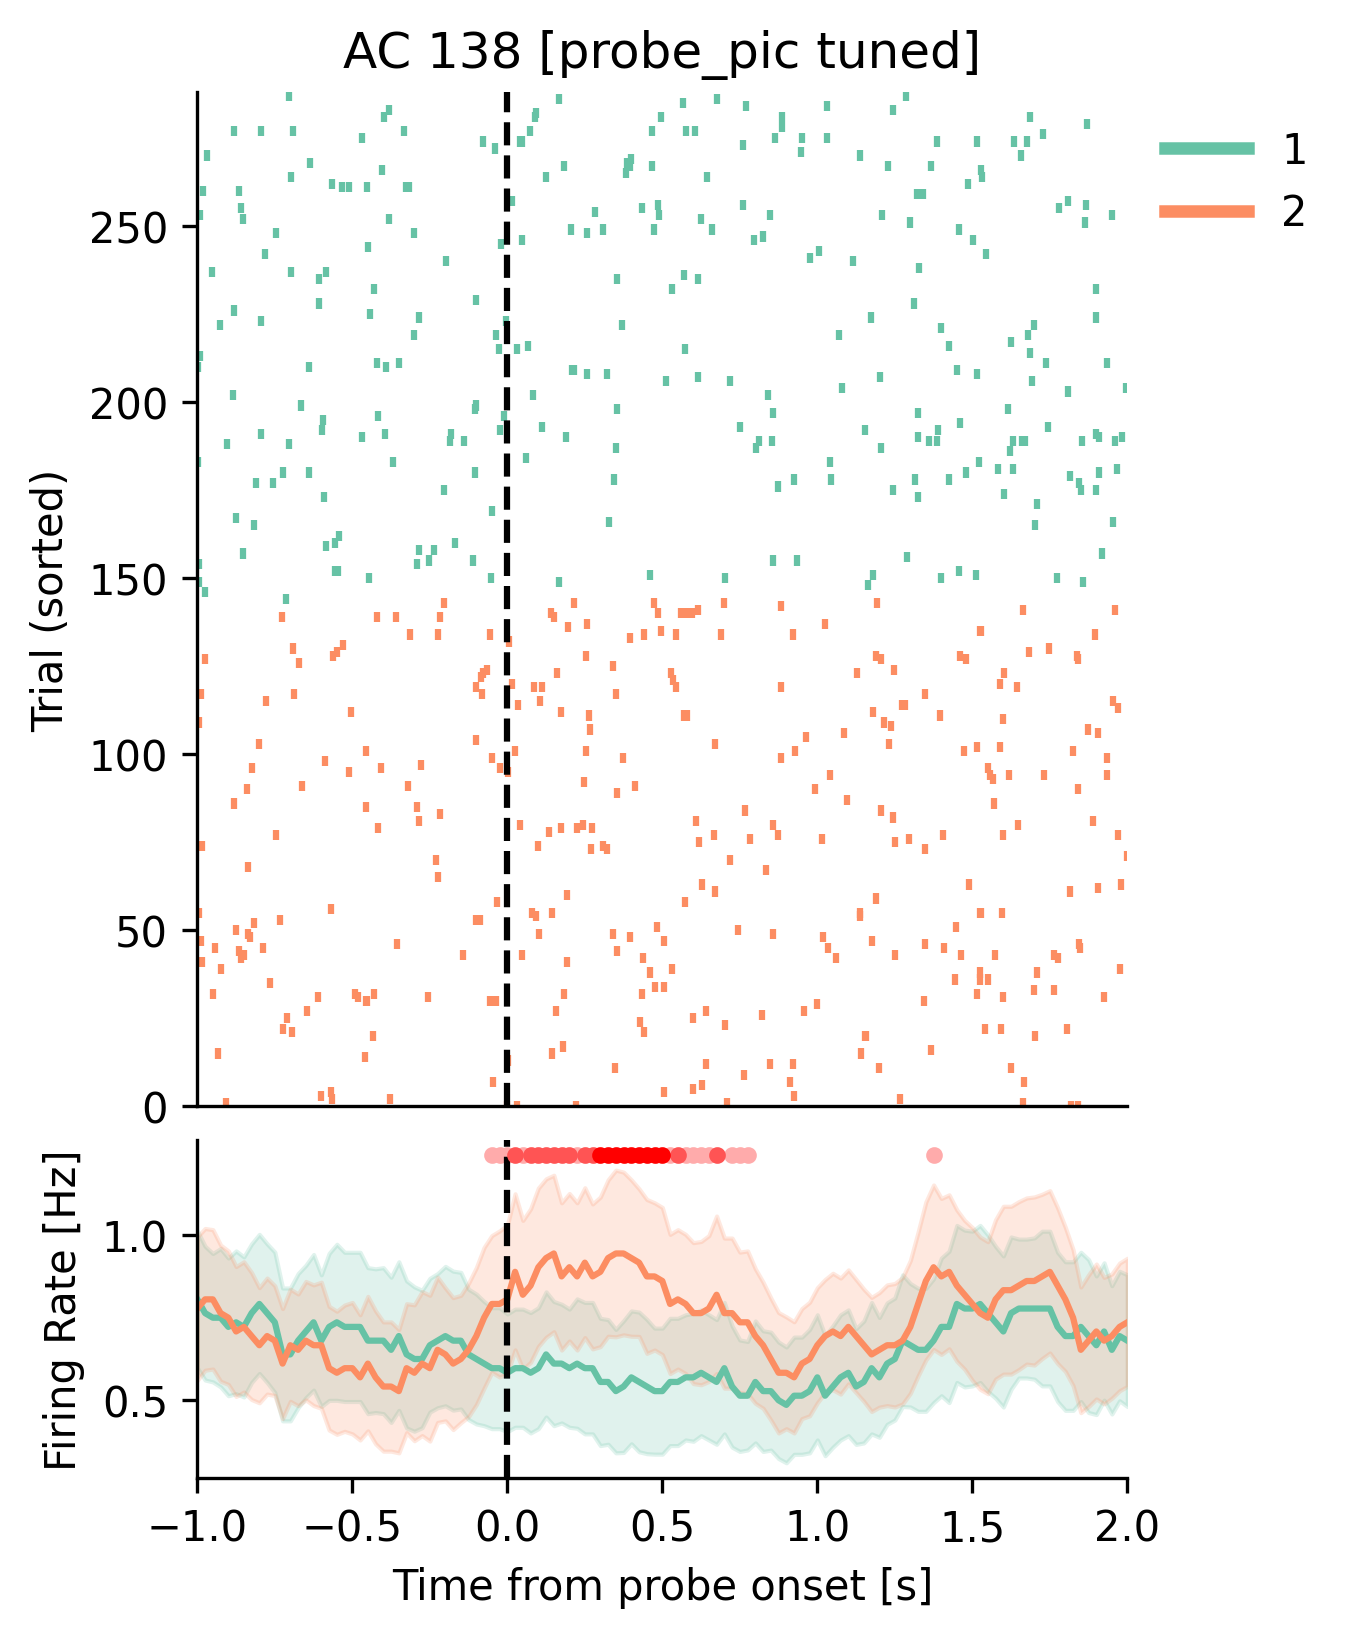 AC 138 [probe_pic tuned]
1
2
Trial (sorted)
250
200
150
100
50
0
Firing Rate [Hz]
1.0
0.5
−1.0 −0.5 0.0 0.5 1.0 1.5 2.0
Time from probe onset [s]